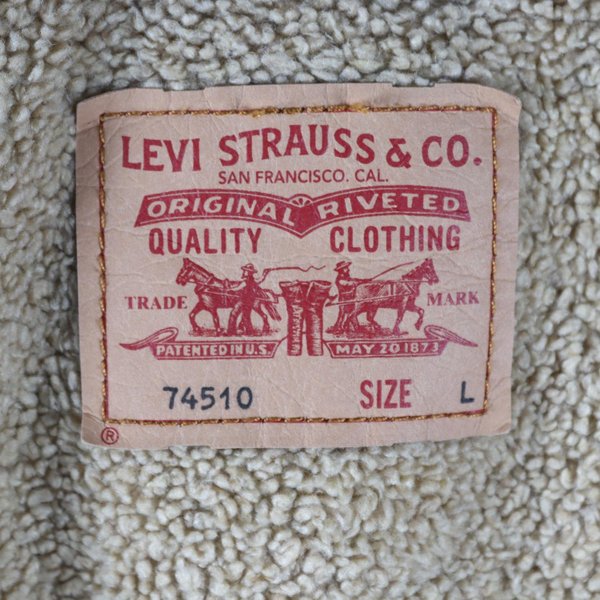 LEVI STRAUSS & CO.
SAN FRANCISCO. CAL.
ORIGINAL RIVETED
QUALITY CLOTHING
TRADE MARK
PATENTED IN U.S. MAY 20 1873
74510 SIZE L
®